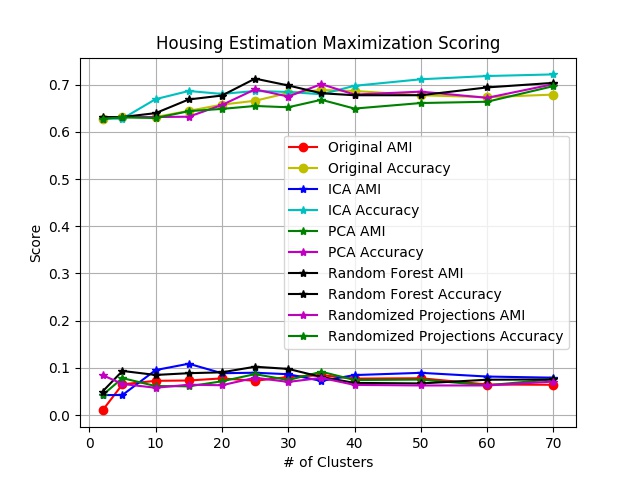 Housing Estimation Maximization Scoring
0.7
0.6
0.5
0.4
0.3
0.2
0.1
0.0
Score
Original AMI
Original Accuracy
ICA AMI
ICA Accuracy
PCA AMI
PCA Accuracy
Random Forest AMI
Random Forest Accuracy
Randomized Projections AMI
Randomized Projections Accuracy
0 10 20 30 40 50 60 70
# of Clusters